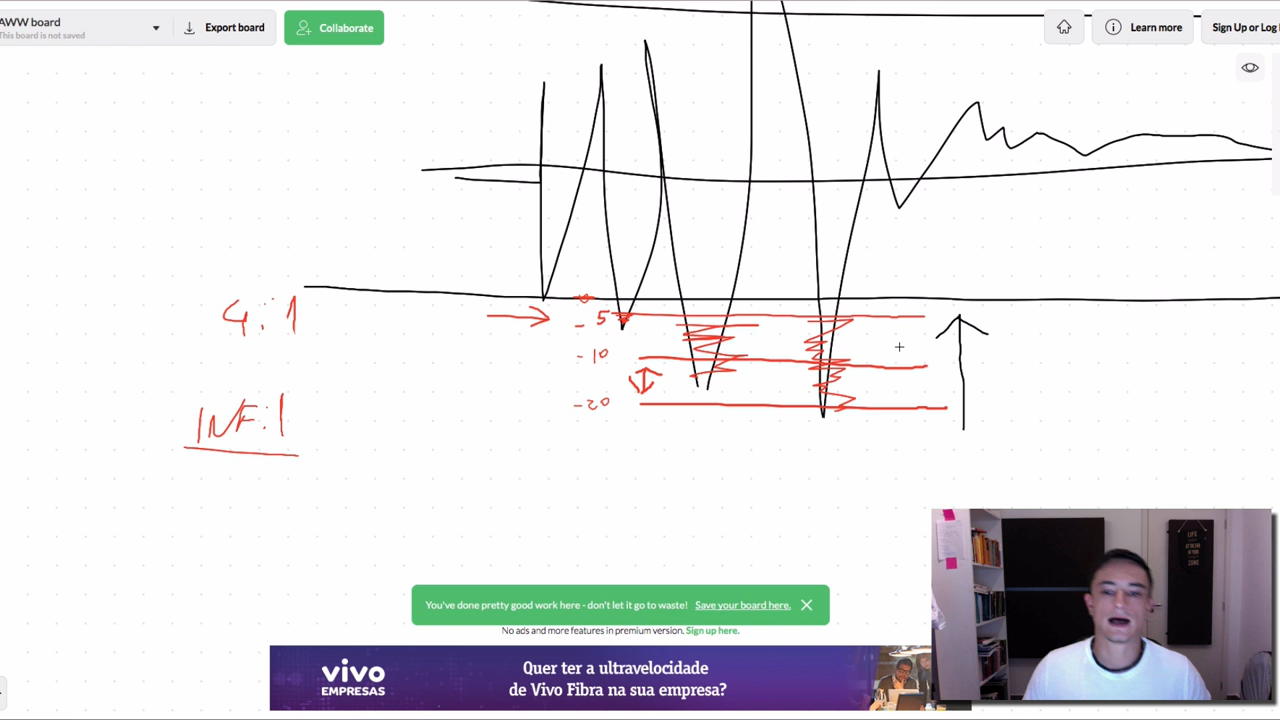 AWW board
This board is not saved
Export board
Collaborate
Learn more
Sign Up or Log I
4:1
- 5
- 10
- 20
INF:1
LIFE
ZONE
You've done pretty good work here - don't let it go to waste! Save your board here.
No ads and more features in premium version. Sign up here.
vivo
EMPRESAS
Quer ter a ultravelocidade
de Vivo Fibra na sua empresa?